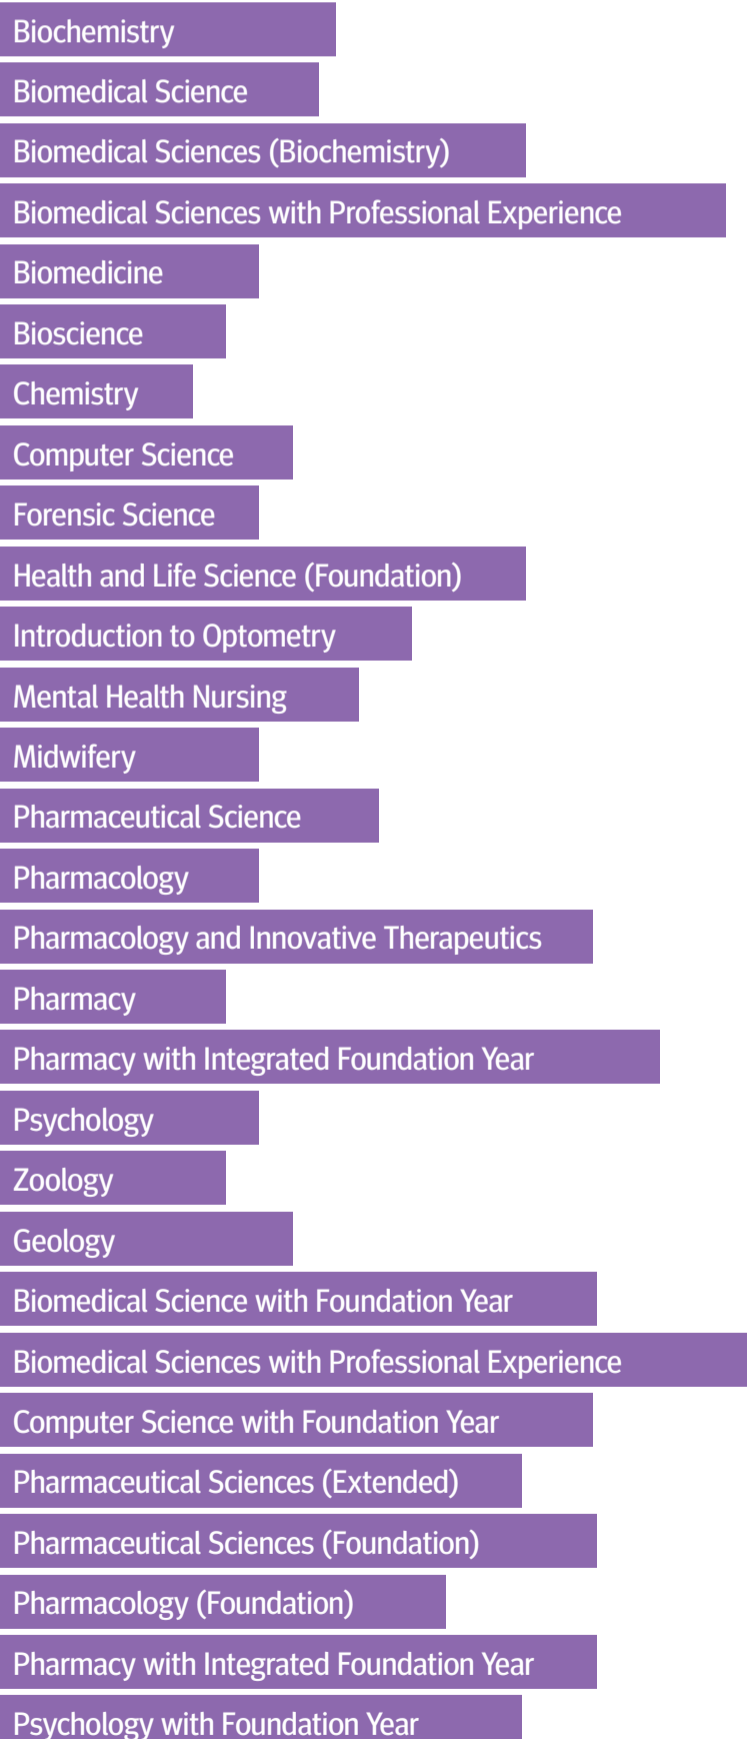 Biochemistry
Biomedical Science
Biomedical Sciences (Biochemistry)
Biomedical Sciences with Professional Experience
Biomedicine
Bioscience
Chemistry
Computer Science
Forensic Science
Health and Life Science (Foundation)
Introduction to Optometry
Mental Health Nursing
Midwifery
Pharmaceutical Science
Pharmacology
Pharmacology and Innovative Therapeutics
Pharmacy
Pharmacy with Integrated Foundation Year
Psychology
Zoology
Geology
Biomedical Science with Foundation Year
Biomedical Sciences with Professional Experience
Computer Science with Foundation Year
Pharmaceutical Sciences (Extended)
Pharmaceutical Sciences (Foundation)
Pharmacology (Foundation)
Pharmacy with Integrated Foundation Year
Psychology with Foundation Year